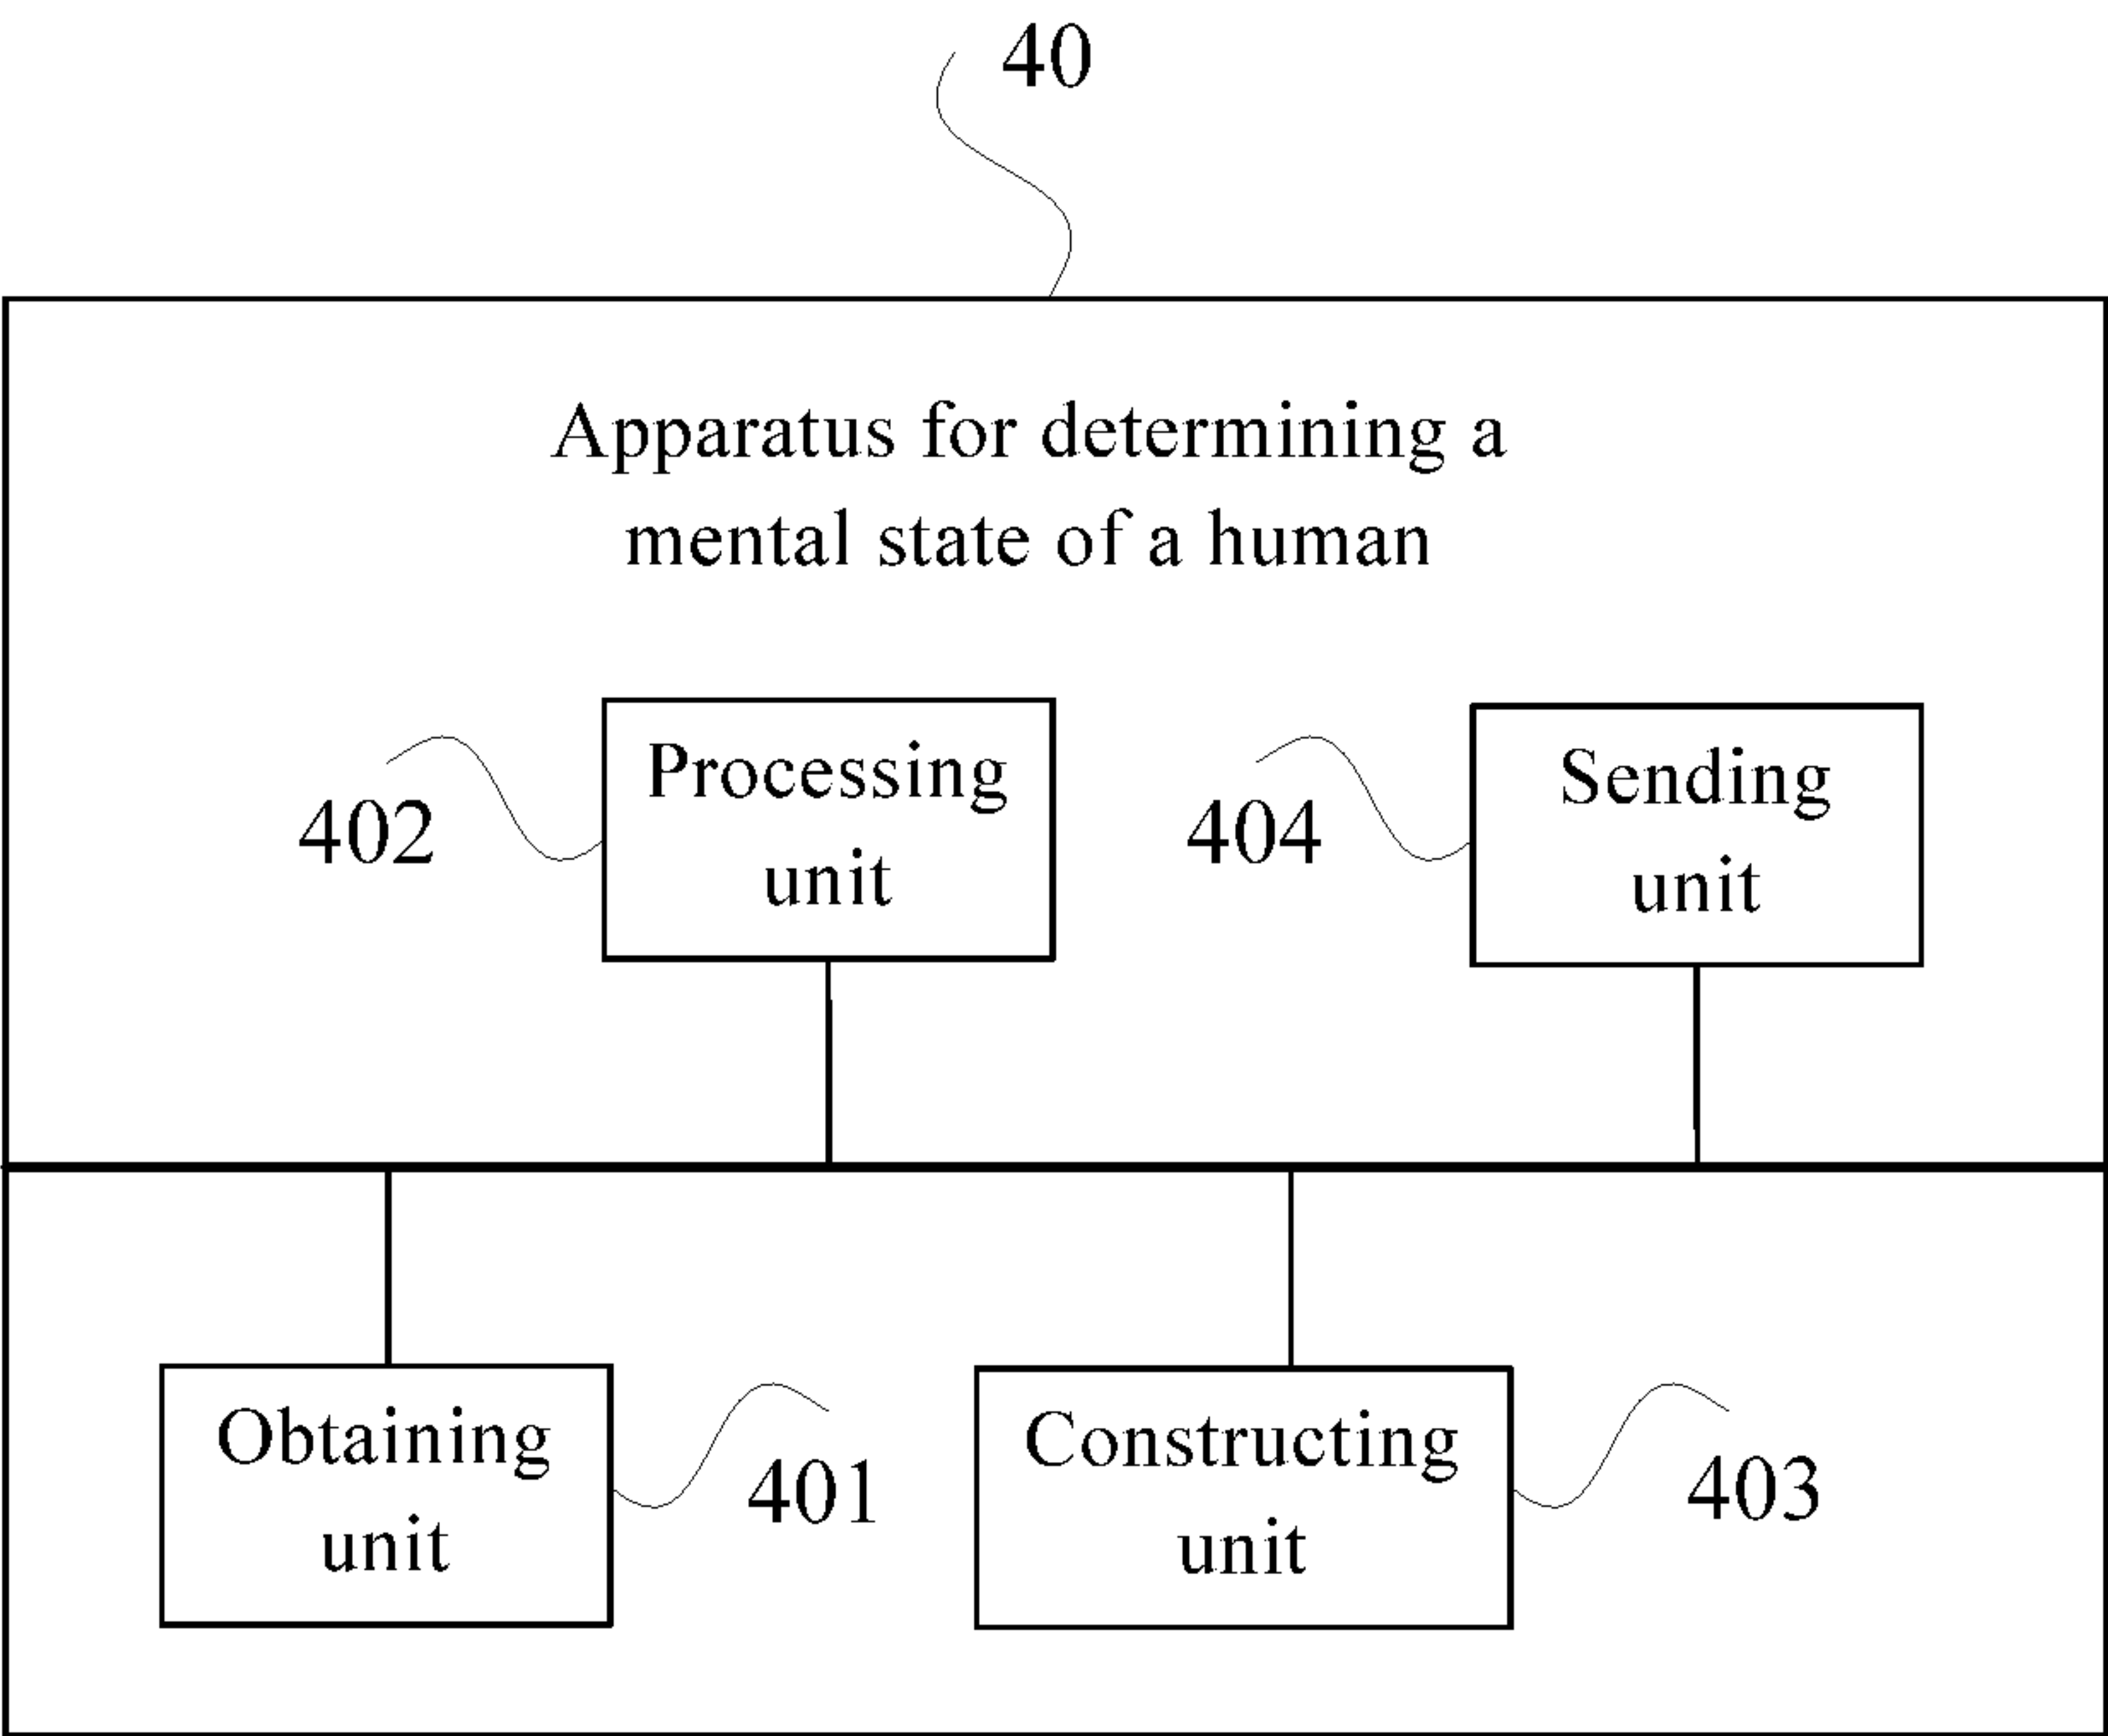 40
Apparatus for determining a
mental state of a human
Processing
unit
402
Sending
unit
404
Obtaining
unit
401
Constructing
unit
403